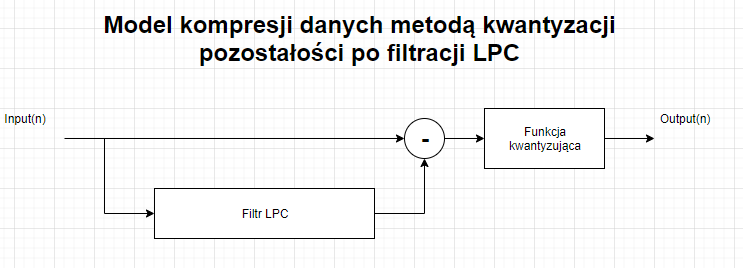 Model kompresji danych metodą kwantyzacji
pozostałości po filtracji LPC
Input(n)
-
Funkcja
kwantyzująca
Output(n)
Filtr LPC